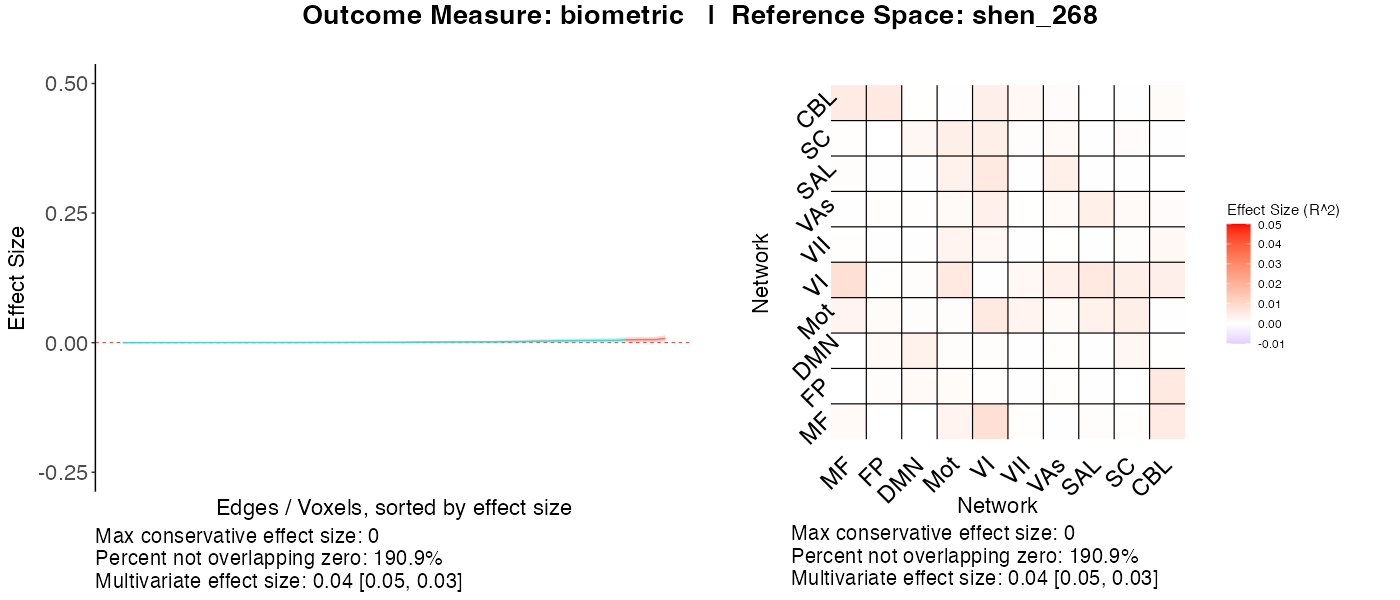 Outcome Measure: biometric | Reference Space: shen_268
0.50
0.25
0.00
-0.25
Effect Size
Edges / Voxels, sorted by effect size
Max conservative effect size: 0
Percent not overlapping zero: 190.9%
Multivariate effect size: 0.04 [0.05, 0.03]
Network
CBL
SC
SAL
VAs
VII
VI
Mot
DMN
FP
MF
MF
FP
DMN
Mot
VI
VII
VAs
SAL
SC
CBL
Network
Max conservative effect size: 0
Percent not overlapping zero: 190.9%
Multivariate effect size: 0.04 [0.05, 0.03]
Effect Size (R^2)
0.05
0.04
0.03
0.02
0.01
0.00
-0.01